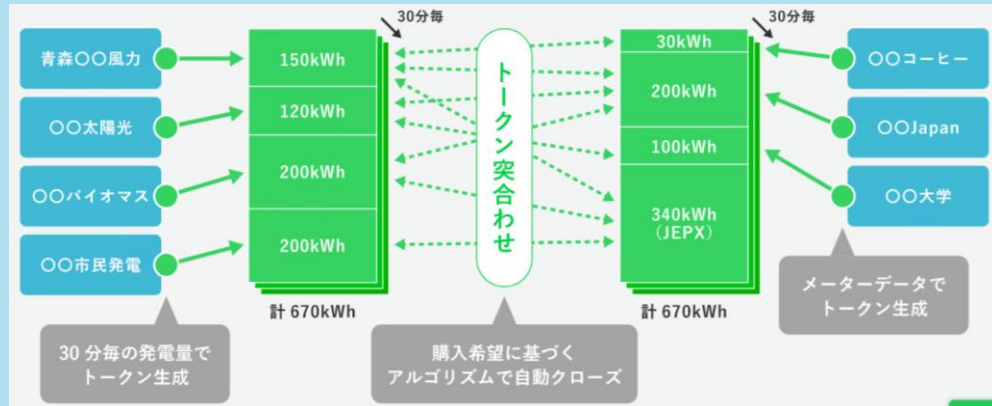 30分毎
30分毎
青森〇〇風力
〇〇太陽光
〇〇バイオマス
〇〇市民発電
150kWh
120kWh
200kWh
200kWh
計 670kWh
トークン突合わせ
30kWh
200kWh
100kWh
340kWh
(JEPX)
計 670kWh
〇〇コーヒー
〇〇Japan
〇〇大学
30 分毎の発電量で
トークン生成
購入希望に基づく
アルゴリズムで自動クローズ
メーターデータで
トークン生成